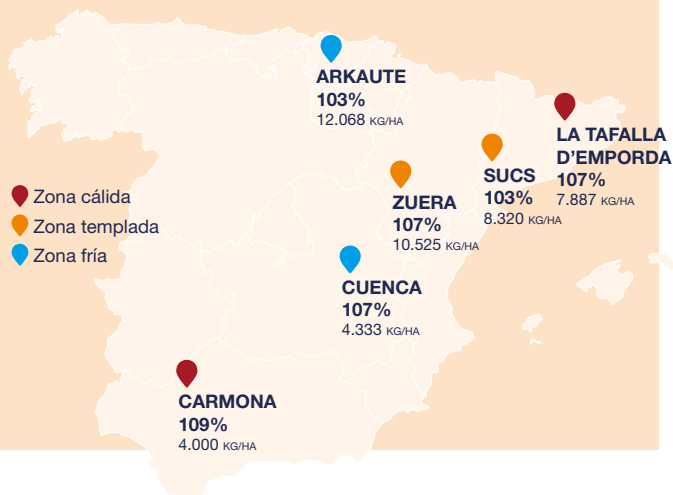 ARKAUTE
103%
12.068 KG/HA
LA TAFALLA
D'EMPORDA
107%
7.887 KG/HA
SUCS
103%
8.320 KG/HA
ZUERA
107%
10.525 KG/HA
Zona cálida
Zona templada
Zona fría
CUENCA
107%
4.333 KG/HA
CARMONA
109%
4.000 KG/HA